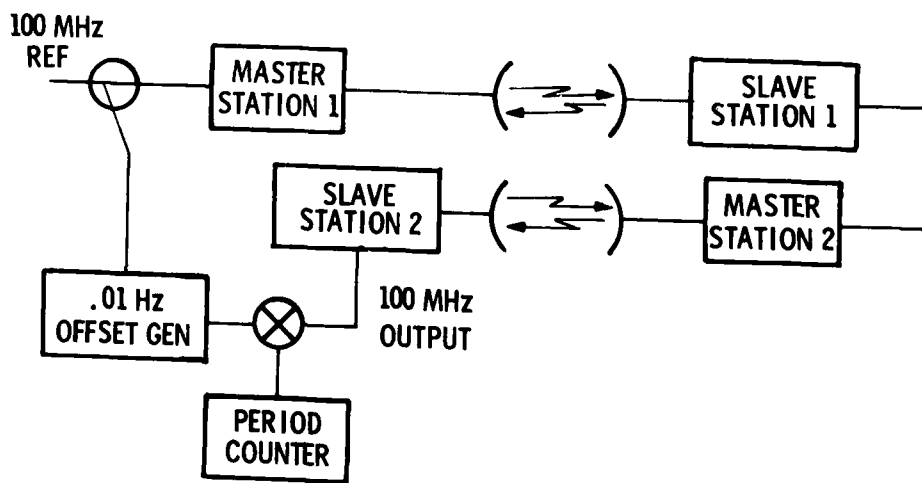 100 MHz
REF
MASTER
STATION 1
SLAVE
STATION 1
SLAVE
STATION 2
MASTER
STATION 2
.01 Hz
OFFSET GEN
100 MHz
OUTPUT
PERIOD
COUNTER